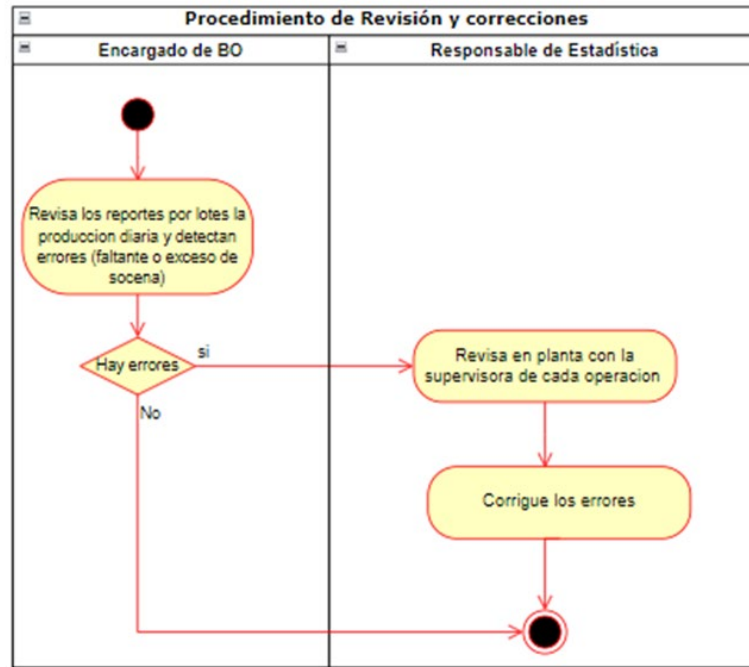 Procedimiento de Revisión y correcciones
Encargado de BO
Responsable de Estadística
Revisa los reportes por lotes la
produccion diaria y detectan
errores (faltante o exceso de
socena)
Hay errores
si
No
Revisa en planta con la
supervisora de cada operacion
Corrigue los errores